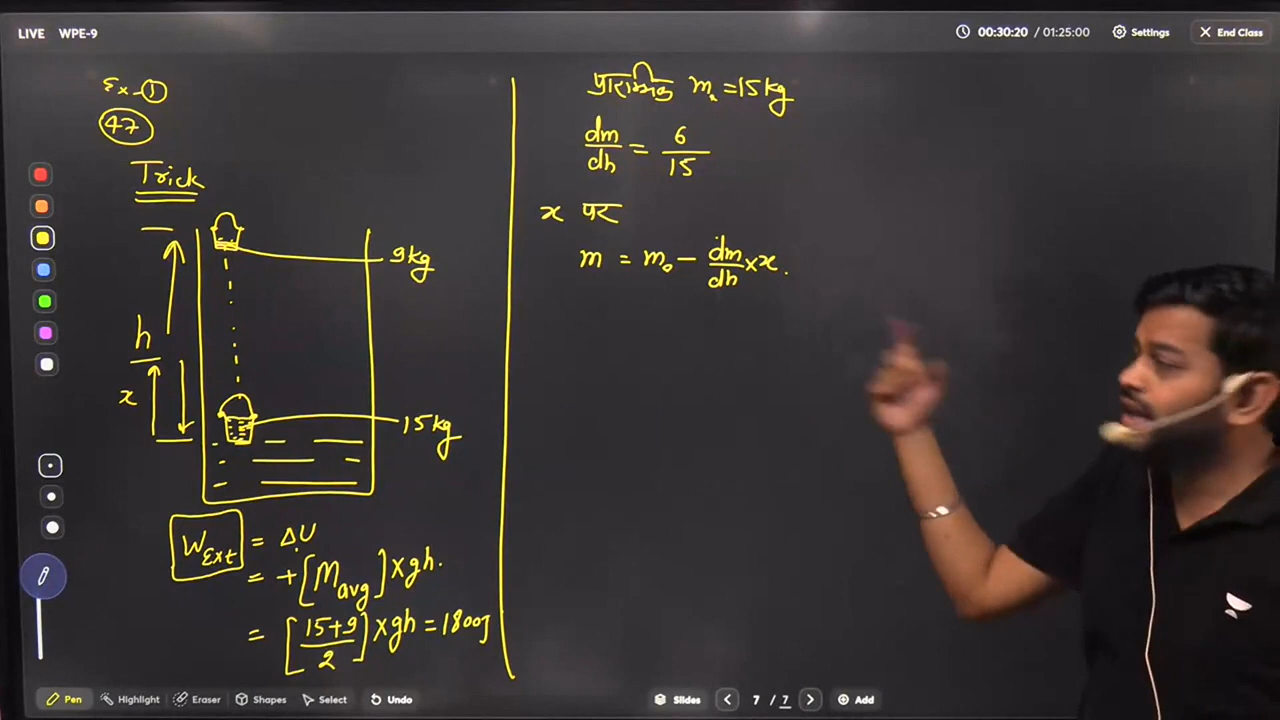 LIVE WPE-9
00:30:20 / 01:25:00 Settings End Class
Ex-1
47
Trick
9kg
h
x
15kg
W_Ext = ΔU
= +[M_avg]×gh.
= [15+9/2]×gh = 1800J
प्रारम्भिक m₀ = 15kg
dm/dh = 6/15
x पर
m = m₀ - dm/dh × x.
Pen Highlight Eraser Shapes Select Undo Slides 7 / 7 Add